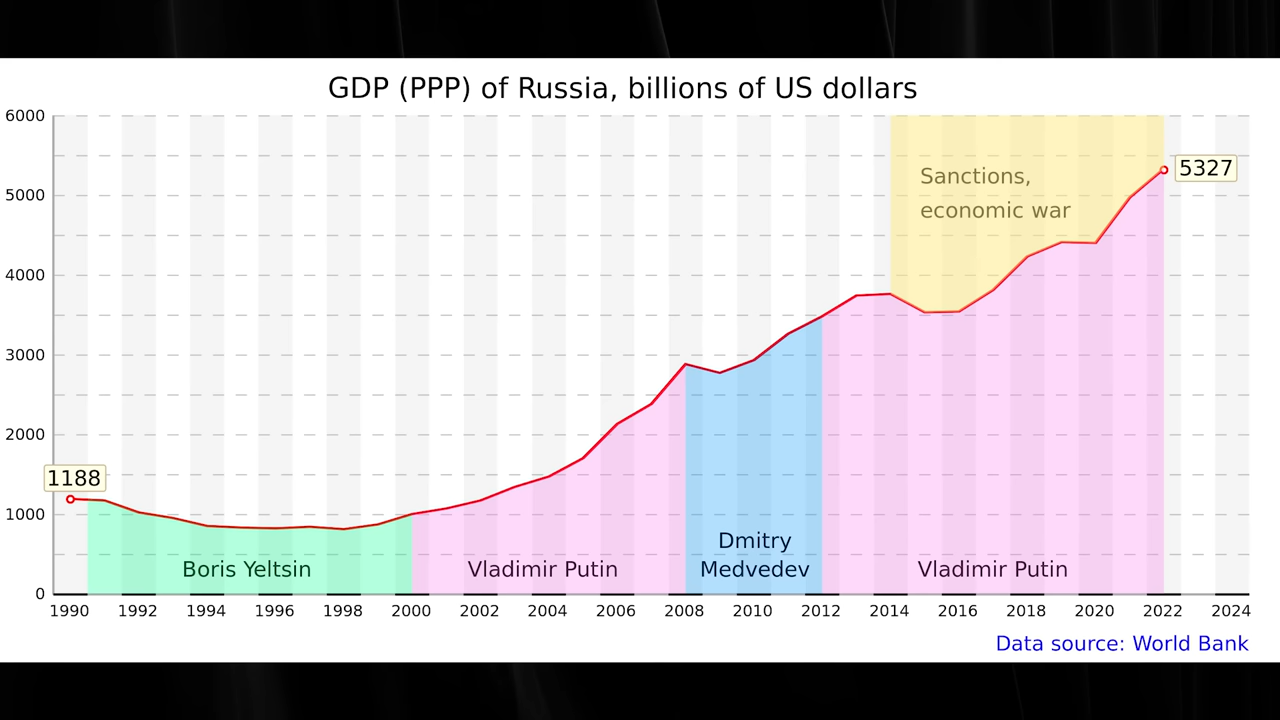 GDP (PPP) of Russia, billions of US dollars
6000
5000
4000
3000
2000
1000
0
1188
5327
Sanctions,
economic war
Boris Yeltsin
Vladimir Putin
Dmitry
Medvedev
Vladimir Putin
1990 1992 1994 1996 1998 2000 2002 2004 2006 2008 2010 2012 2014 2016 2018 2020 2022 2024
Data source: World Bank